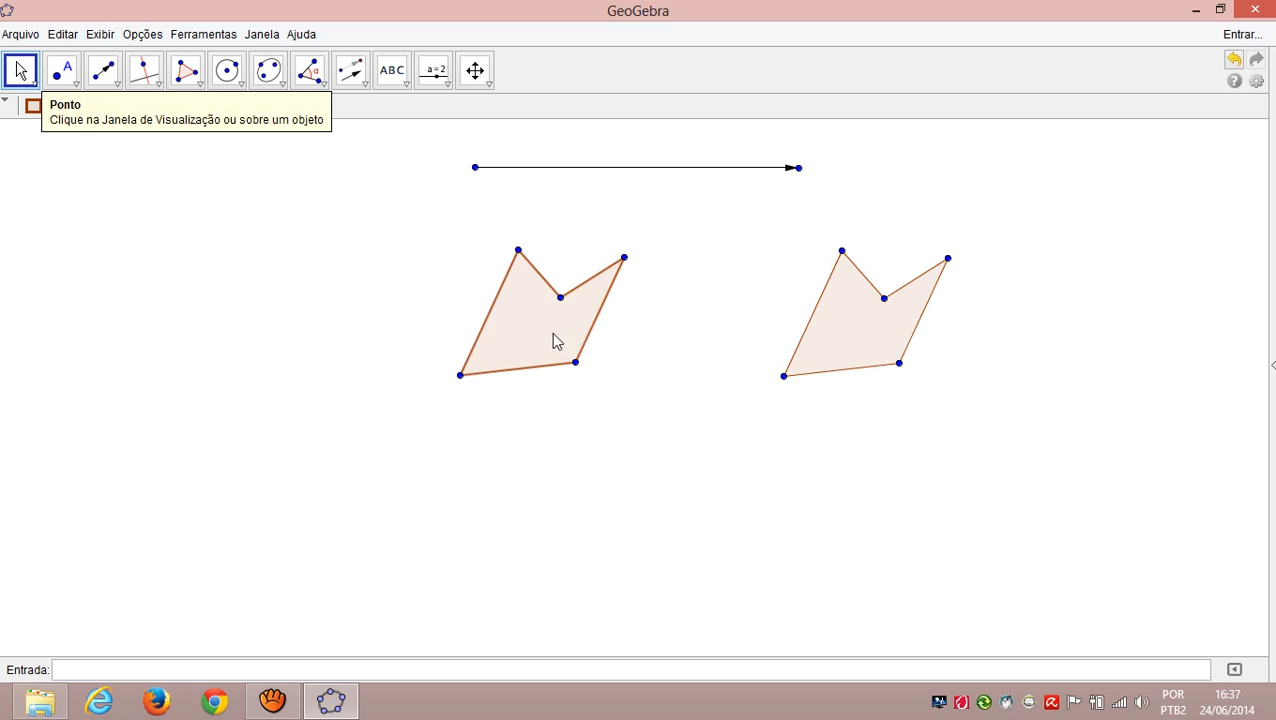 GeoGebra
Arquivo Editar Exibir Opções Ferramentas Janela Ajuda Entrar...
A α ABC a=2
Ponto
Clique na Janela de Visualização ou sobre um objeto
Entrada:
POR 16:37
PTB2 24/06/2014